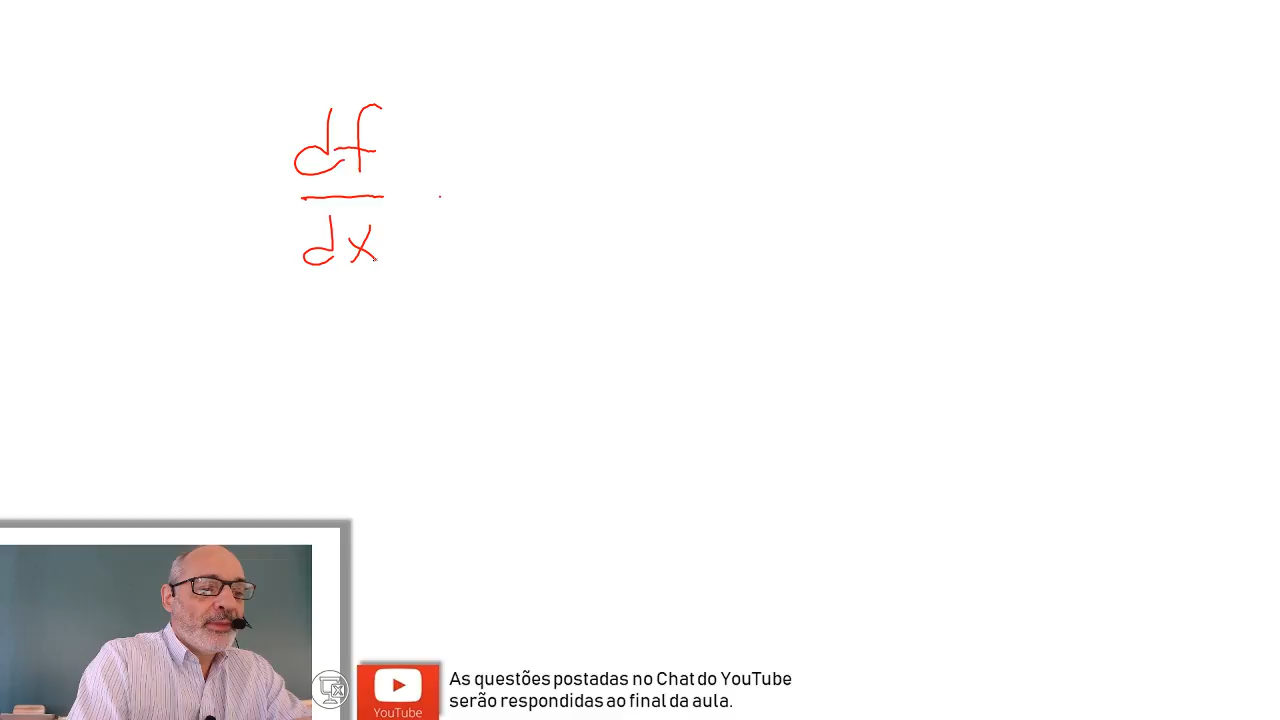 df
dx
As questões postadas no Chat do YouTube
serão respondidas ao final da aula.
YouTube